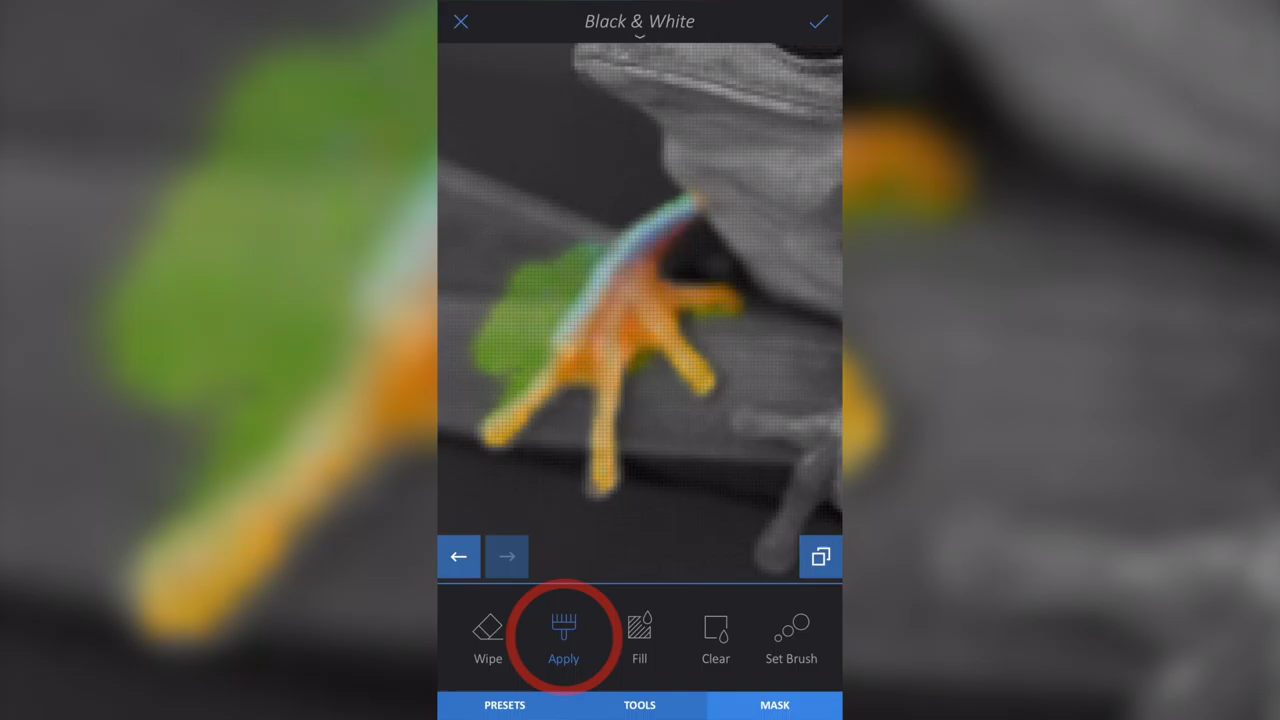 Black & White
Wipe
Apply
Fill
Clear
Set Brush
PRESETS
TOOLS
MASK